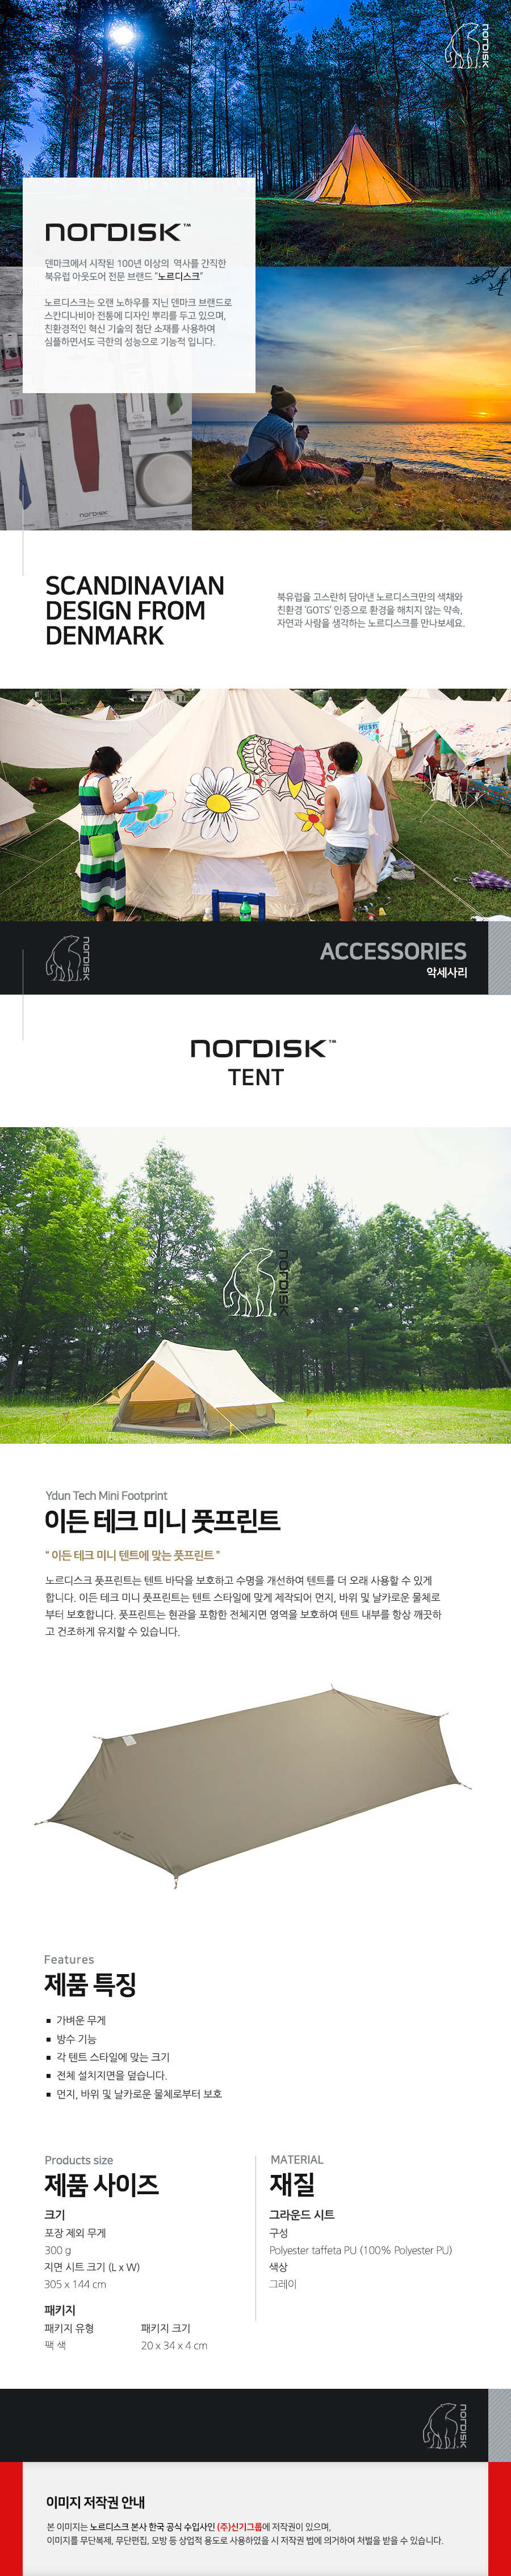 NORDISK
NORDISK™
덴마크에서 시작된 100년 이상의 역사를 간직한
북유럽 아웃도어 전문 브랜드 "노르디스크"
노르디스크는 오랜 노하우를 지닌 덴마크 브랜드로
스칸디나비아 전통에 디자인 뿌리를 두고 있으며,
친환경적인 혁신 기술의 첨단 소재를 사용하여
심플하면서도 극한의 성능으로 기능적 입니다.
NORDISK
SCANDINAVIAN
DESIGN FROM
DENMARK
북유럽을 고스란히 담아낸 노르디스크만의 색채와
친환경 'GOTS' 인증으로 환경을 해치지 않는 약속,
자연과 사람을 생각하는 노르디스크를 만나보세요.
NORDISK
ACCESSORIES
악세사리
NORDISK™
TENT
NORDISK
Ydun Tech Mini Footprint
이든 테크 미니 풋프린트
" 이든 테크 미니 텐트에 맞는 풋프린트 "
노르디스크 풋프린트는 텐트 바닥을 보호하고 수명을 개선하여 텐트를 더 오래 사용할 수 있게
합니다. 이든 테크 미니 풋프린트는 텐트 스타일에 맞게 제작되어 먼지, 바위 및 날카로운 물체로
부터 보호합니다. 풋프린트는 현관을 포함한 전체지면 영역을 보호하여 텐트 내부를 항상 깨끗하
고 건조하게 유지할 수 있습니다.
Features
제품 특징
■ 가벼운 무게
■ 방수 기능
■ 각 텐트 스타일에 맞는 크기
■ 전체 설치지면을 덮습니다.
■ 먼지, 바위 및 날카로운 물체로부터 보호
Products size
제품 사이즈
크기
포장 제외 무게
300 g
지면 시트 크기 (L x W)
305 x 144 cm
패키지
패키지 유형
팩 색
패키지 크기
20 x 34 x 4 cm
MATERIAL
재질
그라운드 시트
구성
Polyester taffeta PU (100% Polyester PU)
색상
그레이
NORDISK
이미지 저작권 안내
본 이미지는 노르디스크 본사 한국 공식 수입사인 (주)신기그룹에 저작권이 있으며,
이미지를 무단복제, 무단편집, 모방 등 상업적 용도로 사용하였을 시 저작권 법에 의거하여 처벌을 받을 수 있습니다.